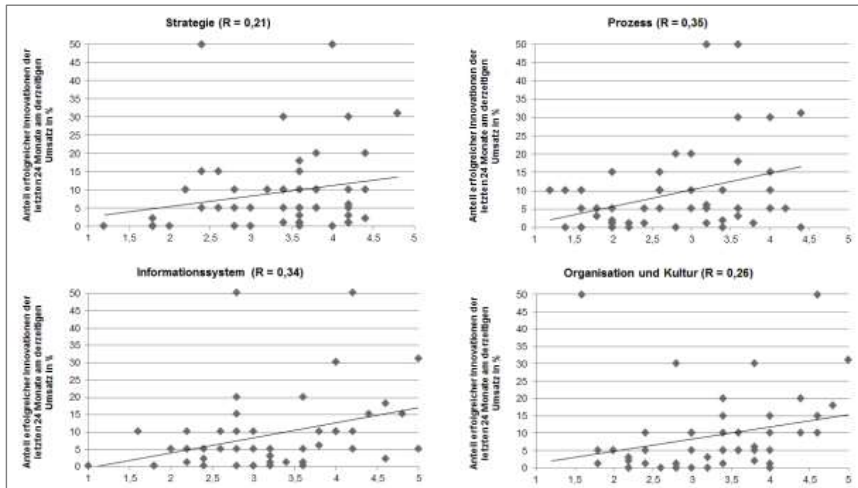 Strategie (R = 0,21)
Anteil erfolgreicher Innovationen der
letzten 24 Monate am derzeitigen
Umsatz in %
50
45
40
35
30
25
20
15
10
5
0
1 1,5 2 2,5 3 3,5 4 4,5 5
Prozess (R = 0,35)
Anteil erfolgreicher Innovationen der
letzten 24 Monate am derzeitigen
Umsatz in %
50
45
40
35
30
25
20
15
10
5
0
1 1,5 2 2,5 3 3,5 4 4,5 5
Informationssystem (R = 0,34)
Anteil erfolgreicher Innovationen der
letzten 24 Monate am derzeitigen
Umsatz in %
50
45
40
35
30
25
20
15
10
5
0
1 1,5 2 2,5 3 3,5 4 4,5 5
Organisation und Kultur (R = 0,26)
Anteil erfolgreicher Innovationen der
letzten 24 Monate am derzeitigen
Umsatz in %
50
45
40
35
30
25
20
15
10
5
0
1 1,5 2 2,5 3 3,5 4 4,5 5